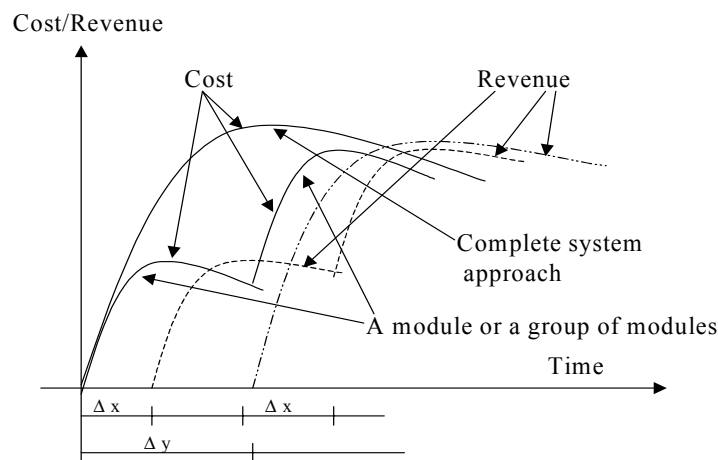 Cost/Revenue
Cost
Revenue
Complete system
approach
A module or a group of modules
Time
Δ x
Δ x
Δ y